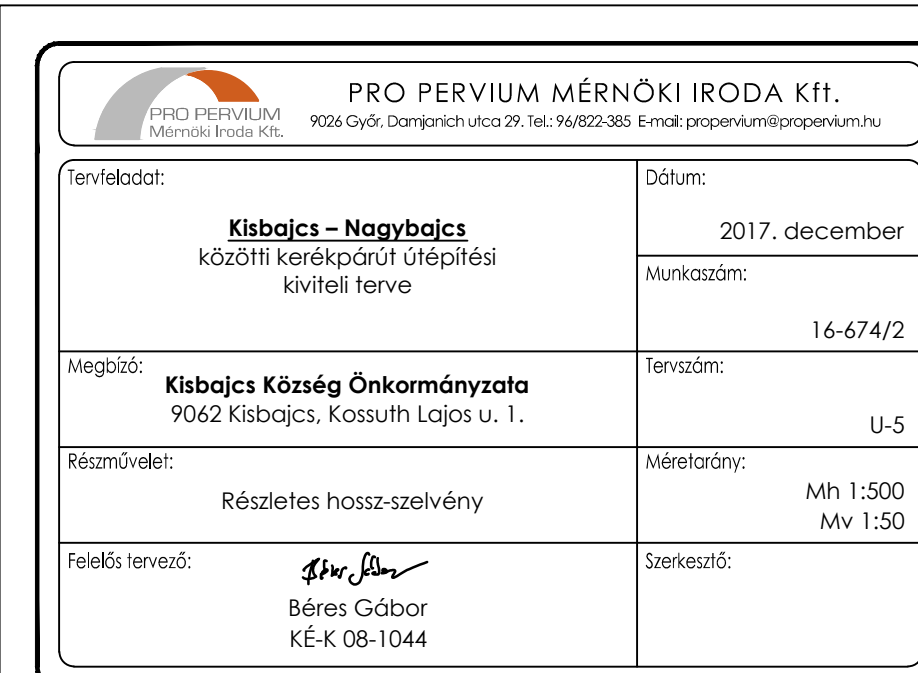 PRO PERVIUM
Mérnöki Iroda Kft.
PRO PERVIUM MÉRNÖKI IRODA Kft.
9026 Győr, Damjanich utca 29. Tel.: 96/822-385 E-mail: propervium@propervium.hu
Tervfeladat:
Kisbajcs – Nagybajcs
közötti kerékpárút útépítési
kiviteli terve
Dátum:
2017. december
Munkaszám:
16-674/2
Megbízó:
Kisbajcs Község Önkormányzata
9062 Kisbajcs, Kossuth Lajos u. 1.
Tervszám:
U-5
Részművelet:
Részletes hossz-szelvény
Méretarány:
Mh 1:500
Mv 1:50
Felelős tervező:
Béres Gábor
KÉ-K 08-1044
Szerkesztő: